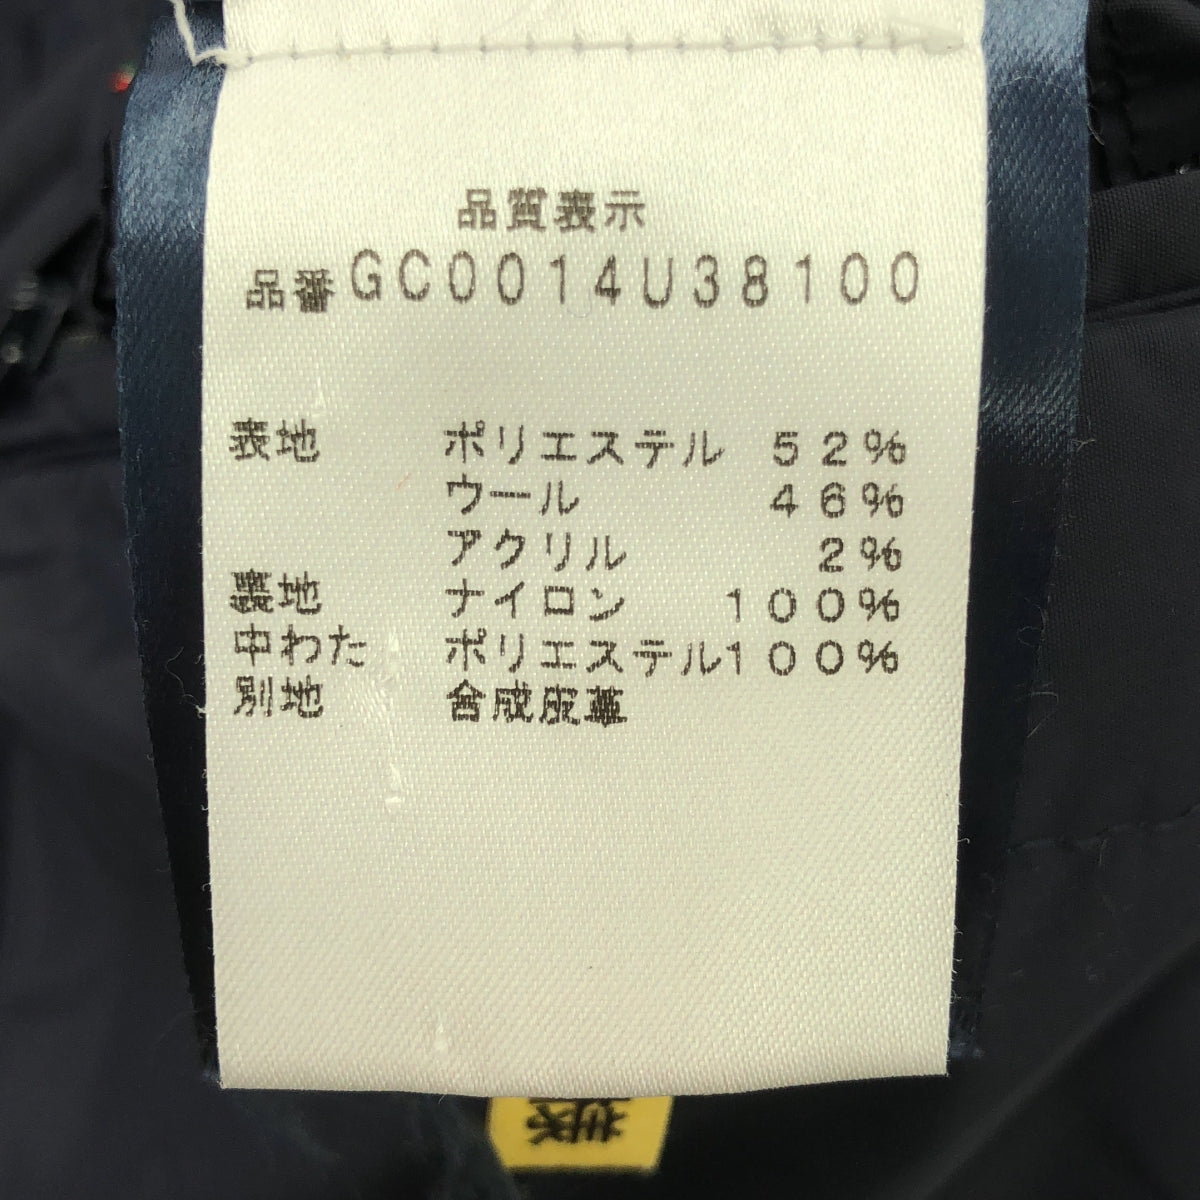 品質表示
品番GC0014U38100
表地 ポリエステル 52%
ウール 46%
アクリル 2%
裏地 ナイロン 100%
中わた ポリエステル100%
別地 合成皮革